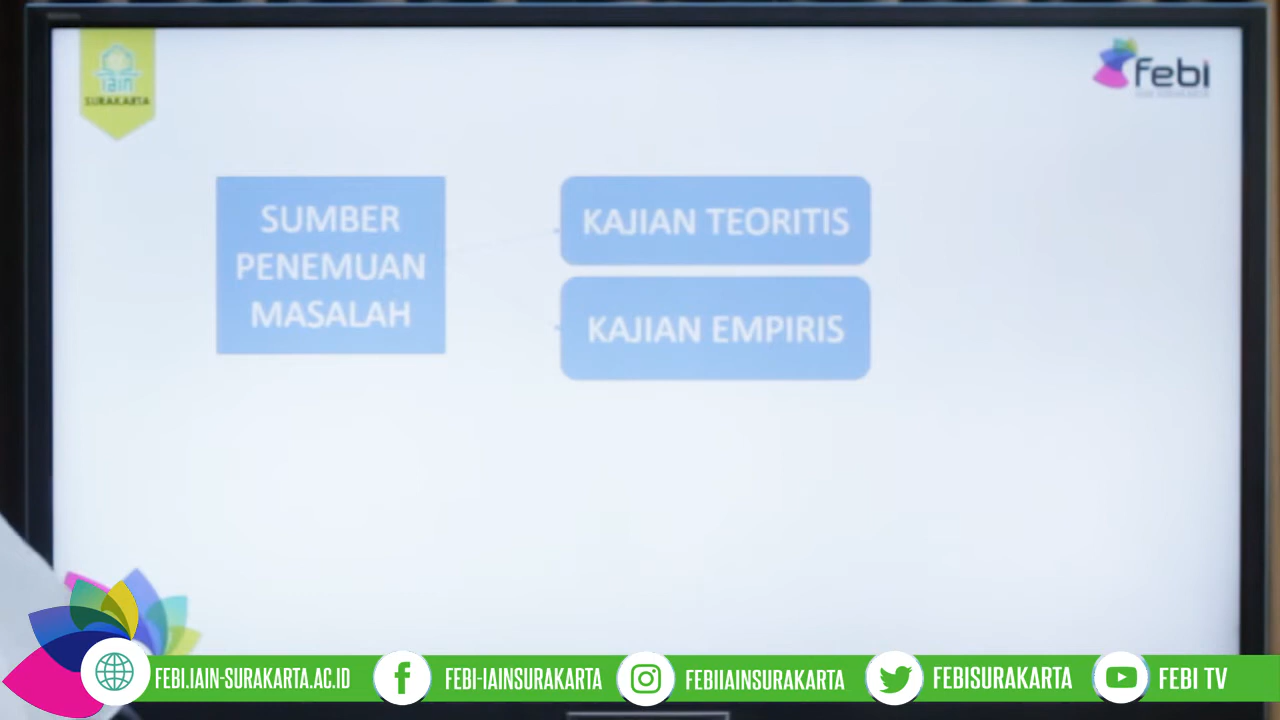 iain
SURAKARTA
febi
SUMBER
PENEMUAN
MASALAH
KAJIAN TEORITIS
KAJIAN EMPIRIS
FEBI.IAIN-SURAKARTA.AC.ID
FEBI-IAINSURAKARTA
FEBIIAINSURAKARTA
FEBISURAKARTA
FEBI TV